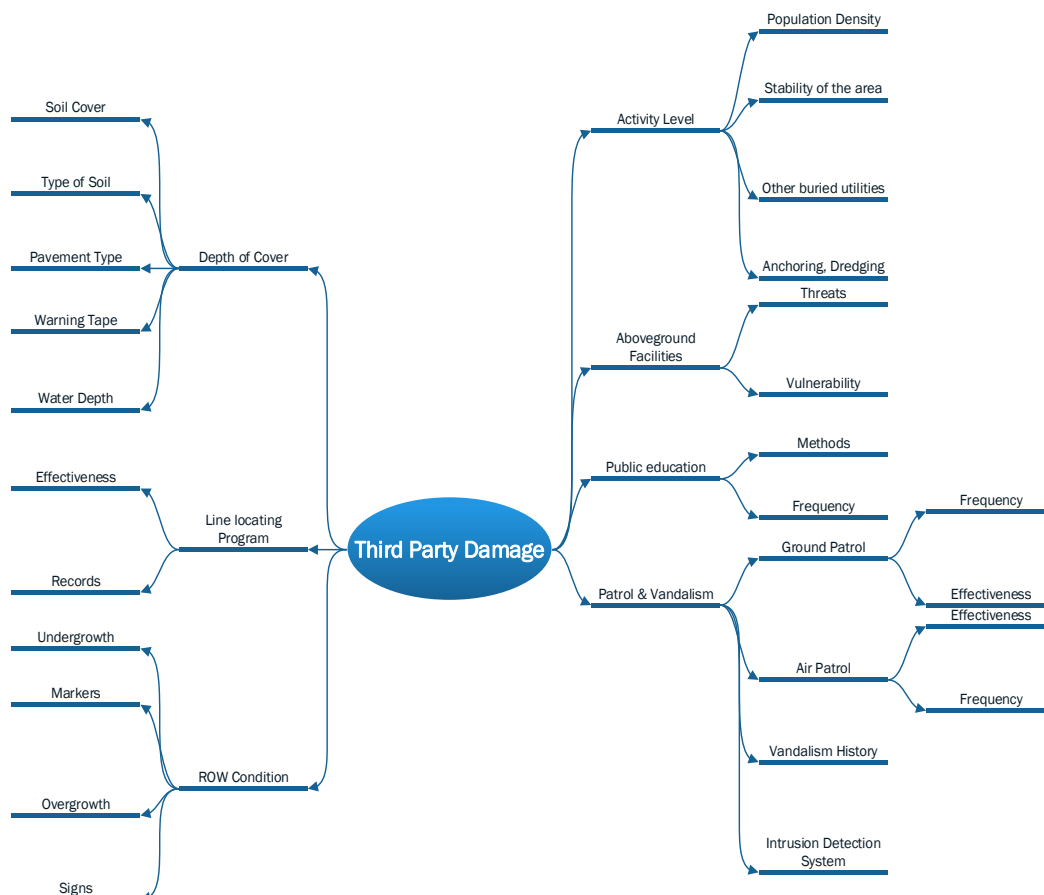 Third Party Damage
Depth of Cover
Soil Cover
Type of Soil
Pavement Type
Warning Tape
Water Depth
Line locating
Program
Effectiveness
Records
ROW Condition
Undergrowth
Markers
Overgrowth
Signs
Activity Level
Population Density
Stability of the area
Other buried utilities
Anchoring, Dredging
Aboveground
Facilities
Threats
Vulnerability
Public education
Methods
Frequency
Patrol & Vandalism
Ground Patrol
Frequency
Effectiveness
Air Patrol
Effectiveness
Frequency
Vandalism History
Intrusion Detection
System